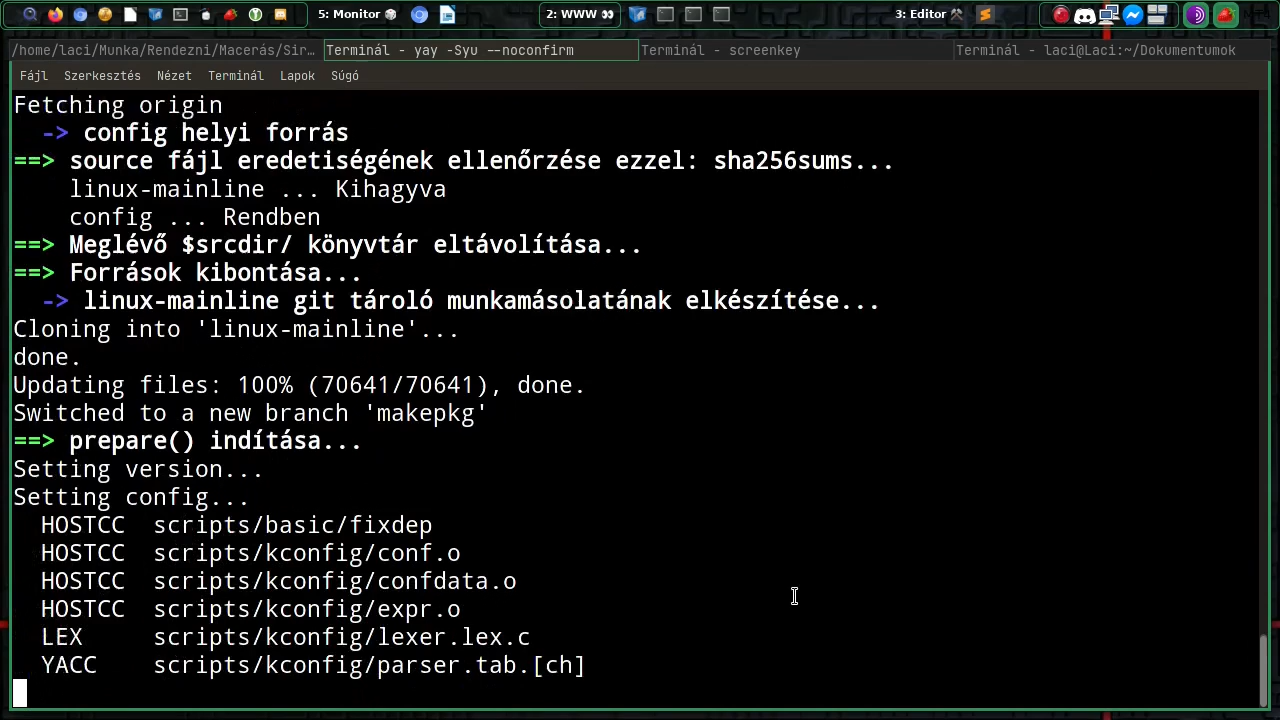 5: Monitor
2: WWW
3: Editor
/home/laci/Munka/Rendezni/Macerás/Sir…
Terminál - yay -Syu --noconfirm
Terminál - screenkey
Terminál - laci@Laci:~/Dokumentumok
Fájl Szerkesztés Nézet Terminál Lapok Súgó
Fetching origin
-> config helyi forrás
==> source fájl eredetiségének ellenőrzése ezzel: sha256sums...
linux-mainline ... Kihagyva
config ... Rendben
==> Meglévő $srcdir/ könyvtár eltávolítása...
==> Források kibontása...
-> linux-mainline git tároló munkamásolatának elkészítése...
Cloning into 'linux-mainline'...
done.
Updating files: 100% (70641/70641), done.
Switched to a new branch 'makepkg'
==> prepare() indítása...
Setting version...
Setting config...
HOSTCC scripts/basic/fixdep
HOSTCC scripts/kconfig/conf.o
HOSTCC scripts/kconfig/confdata.o
HOSTCC scripts/kconfig/expr.o
LEX scripts/kconfig/lexer.lex.c
YACC scripts/kconfig/parser.tab.[ch]